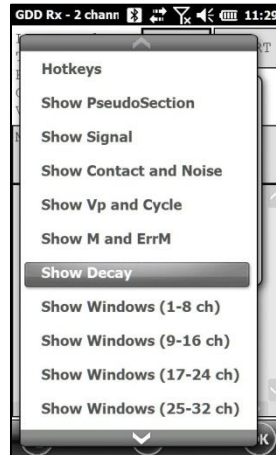 GDD Rx - 2 chann 11:29
Hotkeys
Show PseudoSection
Show Signal
Show Contact and Noise
Show Vp and Cycle
Show M and ErrM
Show Decay
Show Windows (1-8 ch)
Show Windows (9-16 ch)
Show Windows (17-24 ch)
Show Windows (25-32 ch)